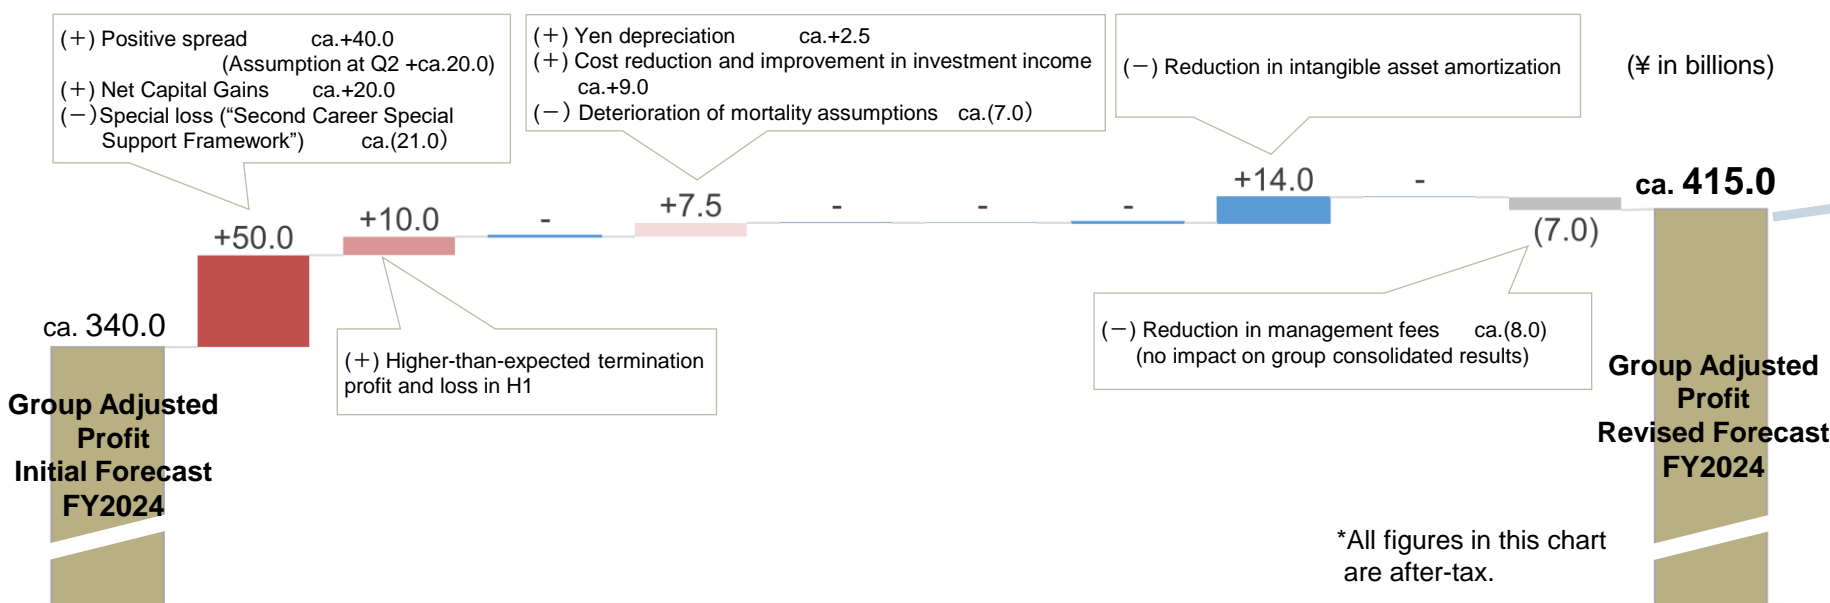 (＋) Positive spread ca.+40.0
(Assumption at Q2 +ca.20.0)
(＋) Net Capital Gains ca.+20.0
(－)Special loss (“Second Career Special
Support Framework”) ca.(21.0)
(＋) Yen depreciation ca.+2.5
(＋) Cost reduction and improvement in investment income
ca.+9.0
(－) Deterioration of mortality assumptions ca.(7.0)
(－) Reduction in intangible asset amortization
(¥ in billions)
ca. 340.0
+50.0
+10.0
-
+7.5
-
-
-
+14.0
-
(7.0)
ca. 415.0
(＋) Higher-than-expected termination
profit and loss in H1
(－) Reduction in management fees ca.(8.0)
(no impact on group consolidated results)
Group Adjusted
Profit
Initial Forecast
FY2024
Group Adjusted
Profit
Revised Forecast
FY2024
*All figures in this chart
are after-tax.